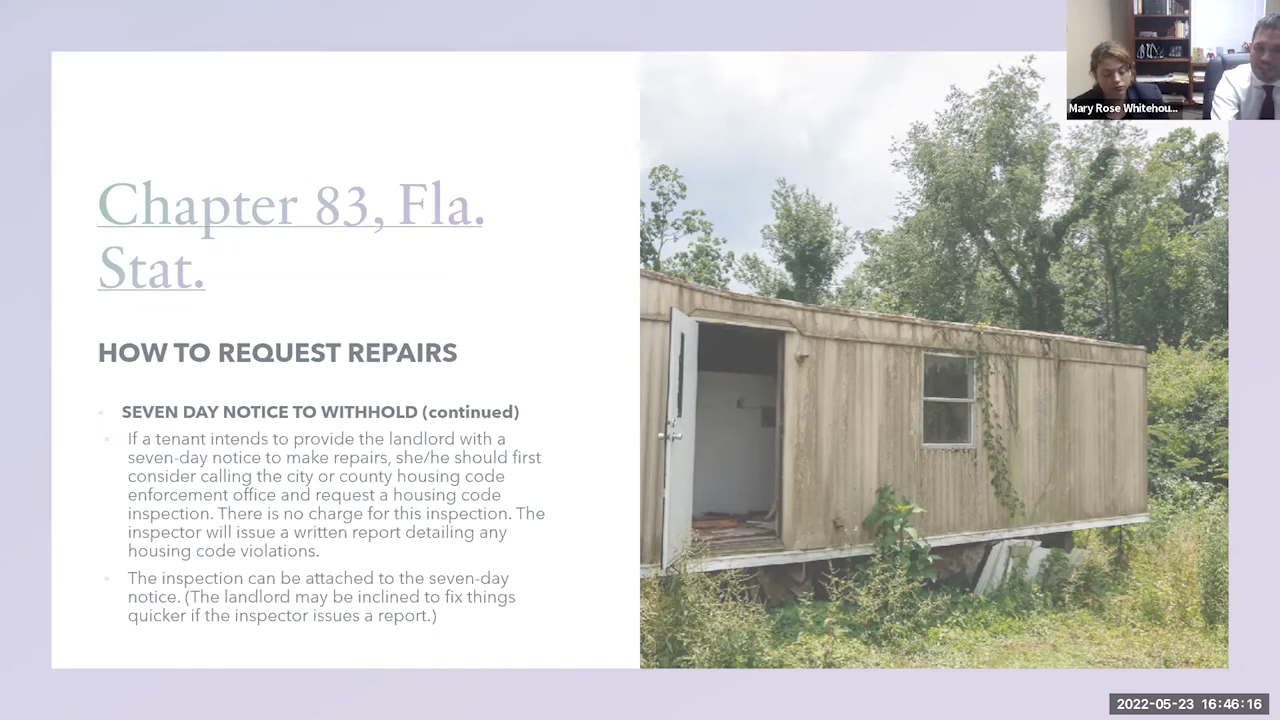 Mary Rose Whitehou...
Chapter 83, Fla.
Stat.
HOW TO REQUEST REPAIRS
SEVEN DAY NOTICE TO WITHHOLD (continued)
If a tenant intends to provide the landlord with a
seven-day notice to make repairs, she/he should first
consider calling the city or county housing code
enforcement office and request a housing code
inspection. There is no charge for this inspection. The
inspector will issue a written report detailing any
housing code violations.
The inspection can be attached to the seven-day
notice. (The landlord may be inclined to fix things
quicker if the inspector issues a report.)
2022-05-23 16:46:16